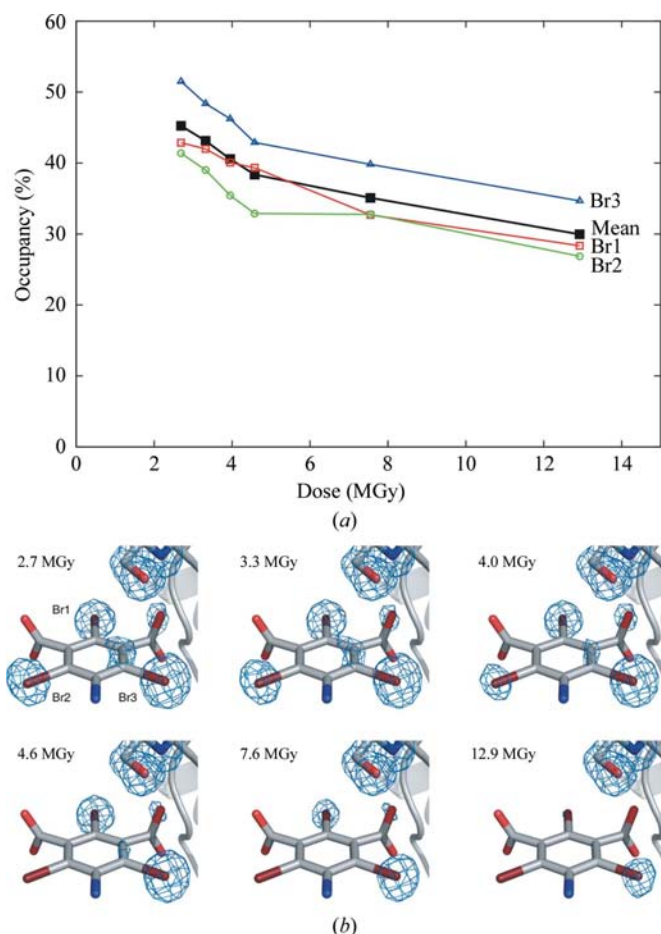 60
50
40
30
20
10
0
Occupancy (%)
0 2 4 6 8 10 12 14
Dose (MGy)
Br3
Mean
Br1
Br2
(a)
2.7 MGy
Br1
Br2
Br3
3.3 MGy
4.0 MGy
4.6 MGy
7.6 MGy
12.9 MGy
(b)